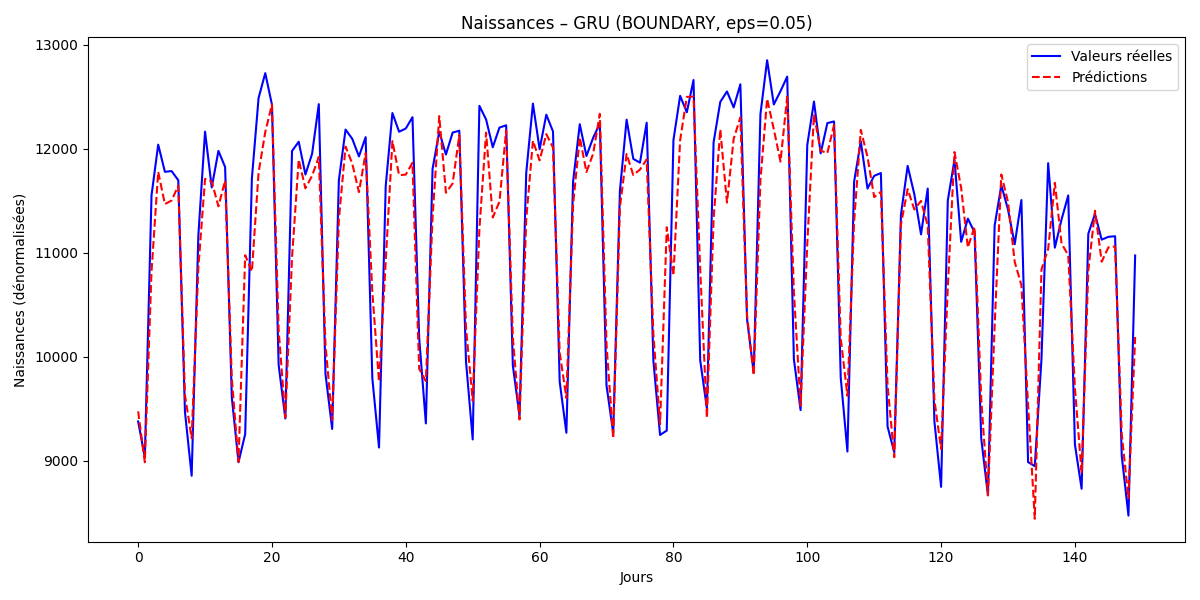 Naissances – GRU (BOUNDARY, eps=0.05)
Valeurs réelles
Prédictions
Naissances (dénormalisées)
13000
12000
11000
10000
9000
0 20 40 60 80 100 120 140
Jours